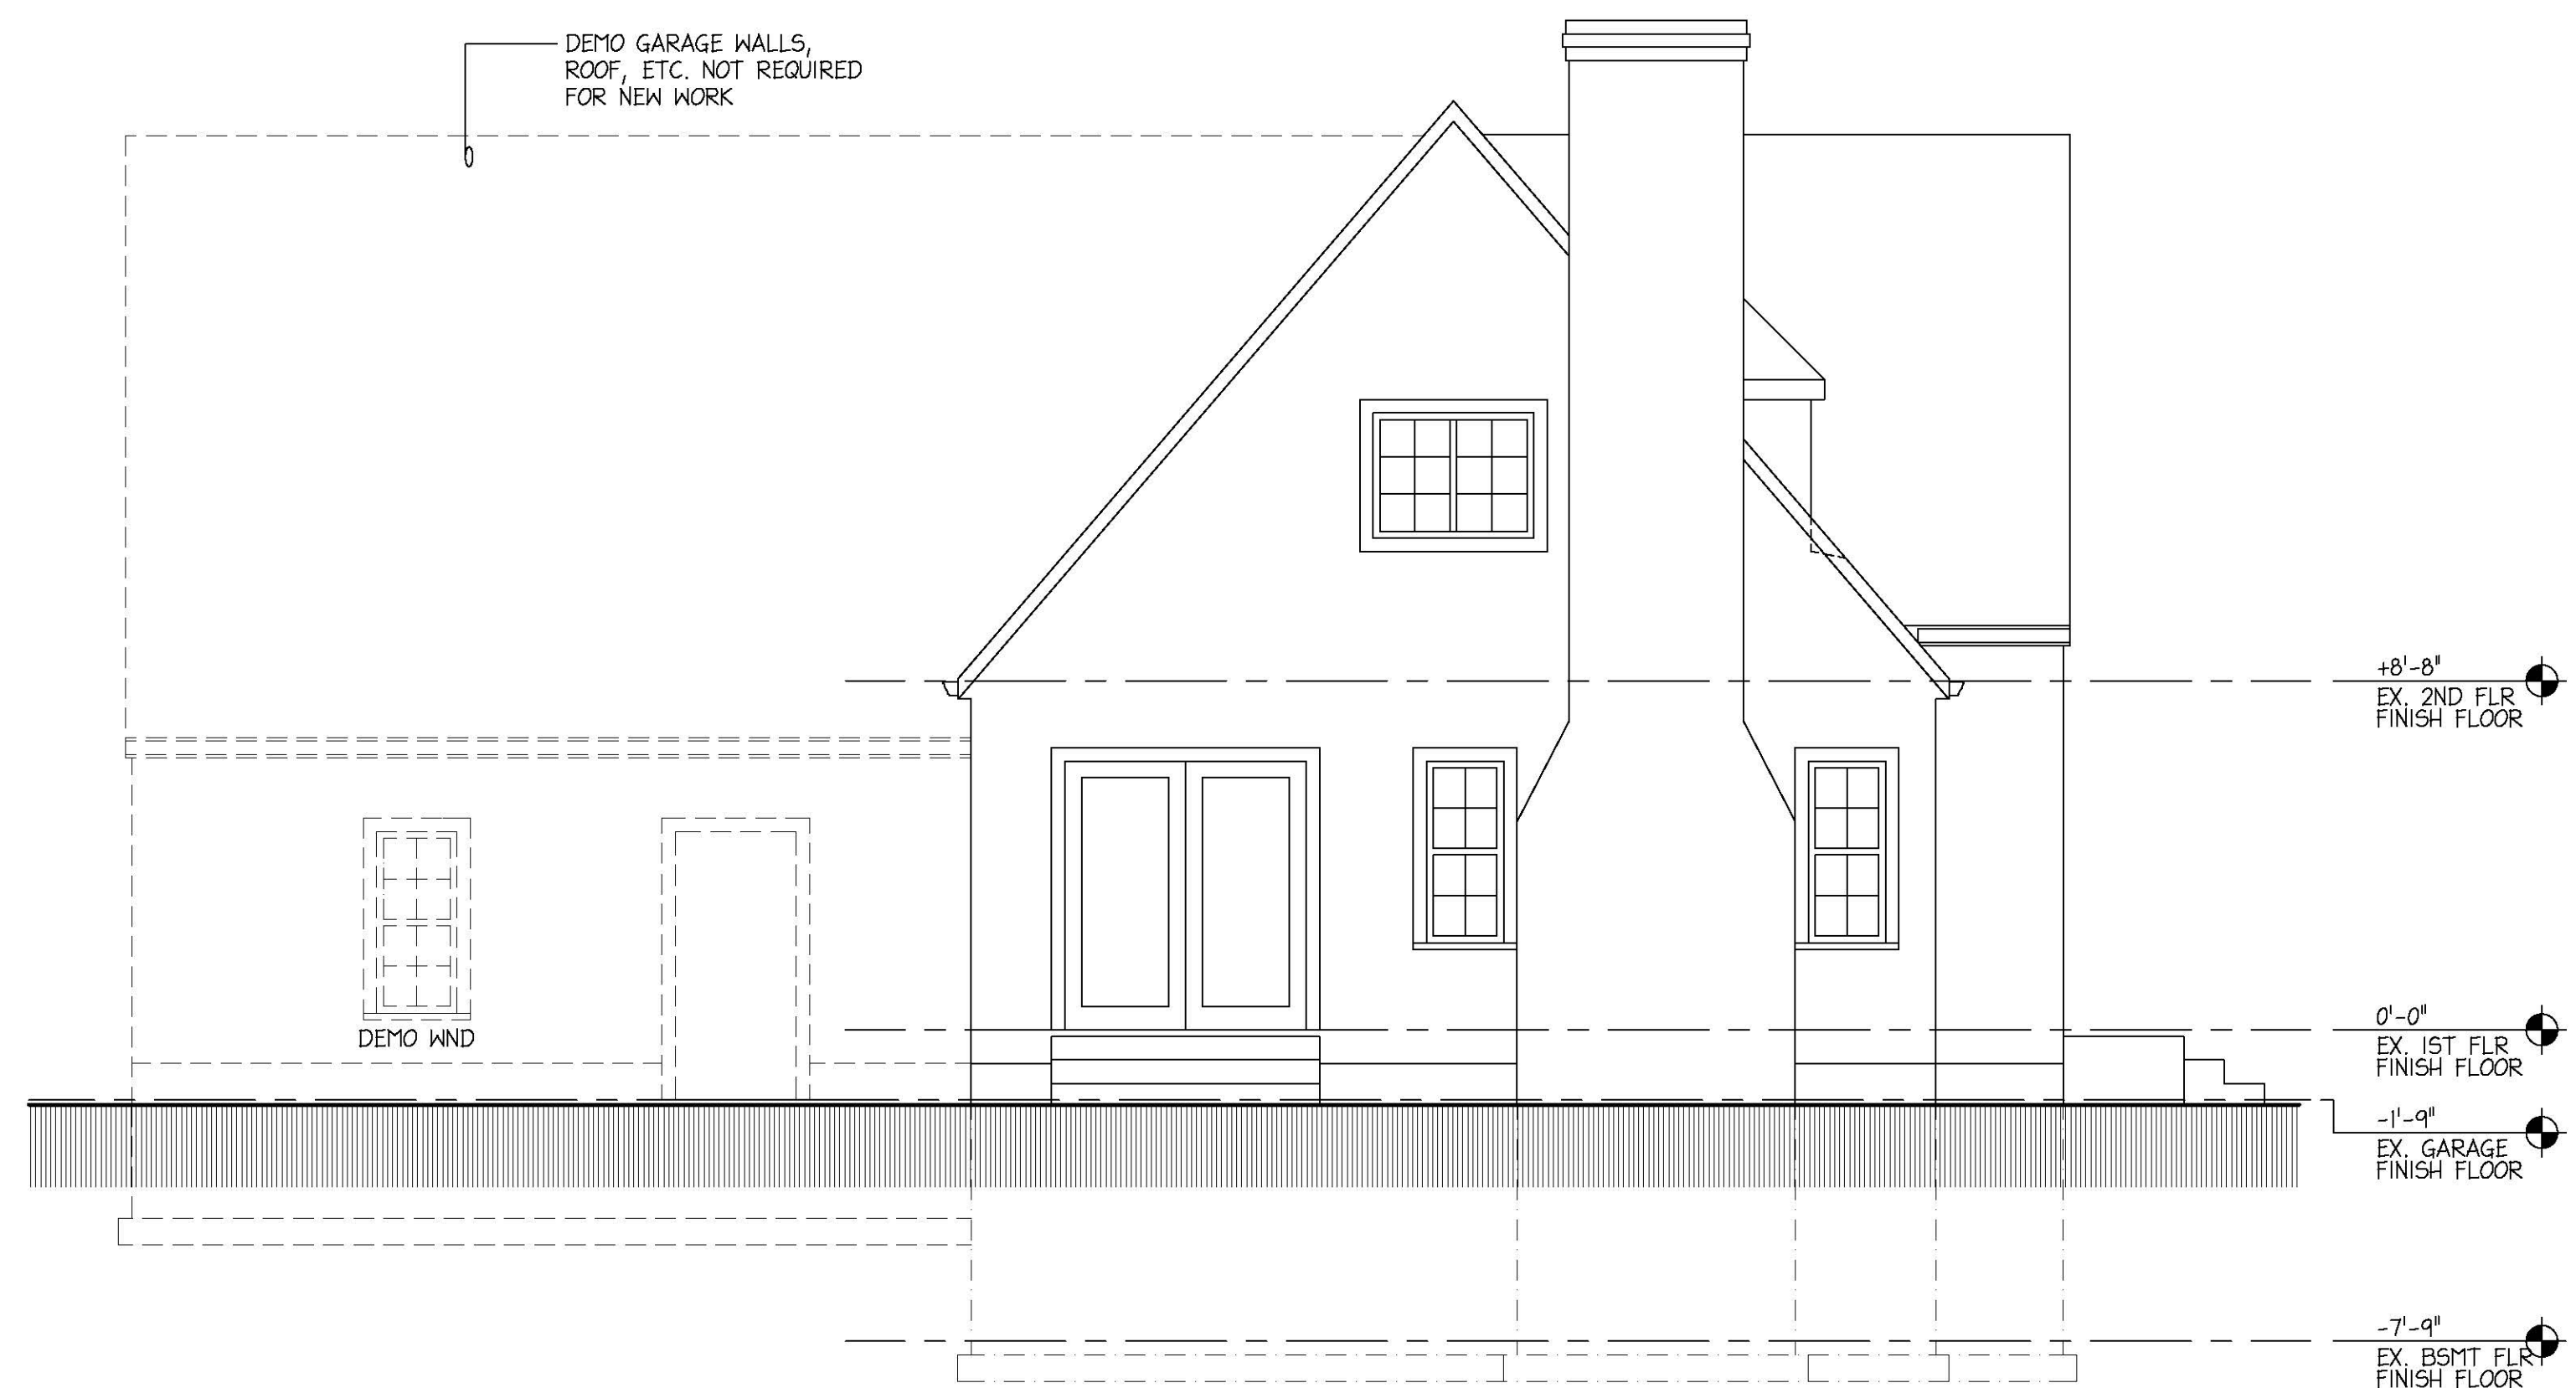 DEMO GARAGE WALLS,
ROOF, ETC. NOT REQUIRED
FOR NEW WORK
+8'-8"
EX. 2ND FLR
FINISH FLOOR
DEMO WND
0'-0"
EX. 1ST FLR
FINISH FLOOR
-1'-9"
EX. GARAGE
FINISH FLOOR
-7'-9"
EX. BSMT FLR
FINISH FLOOR